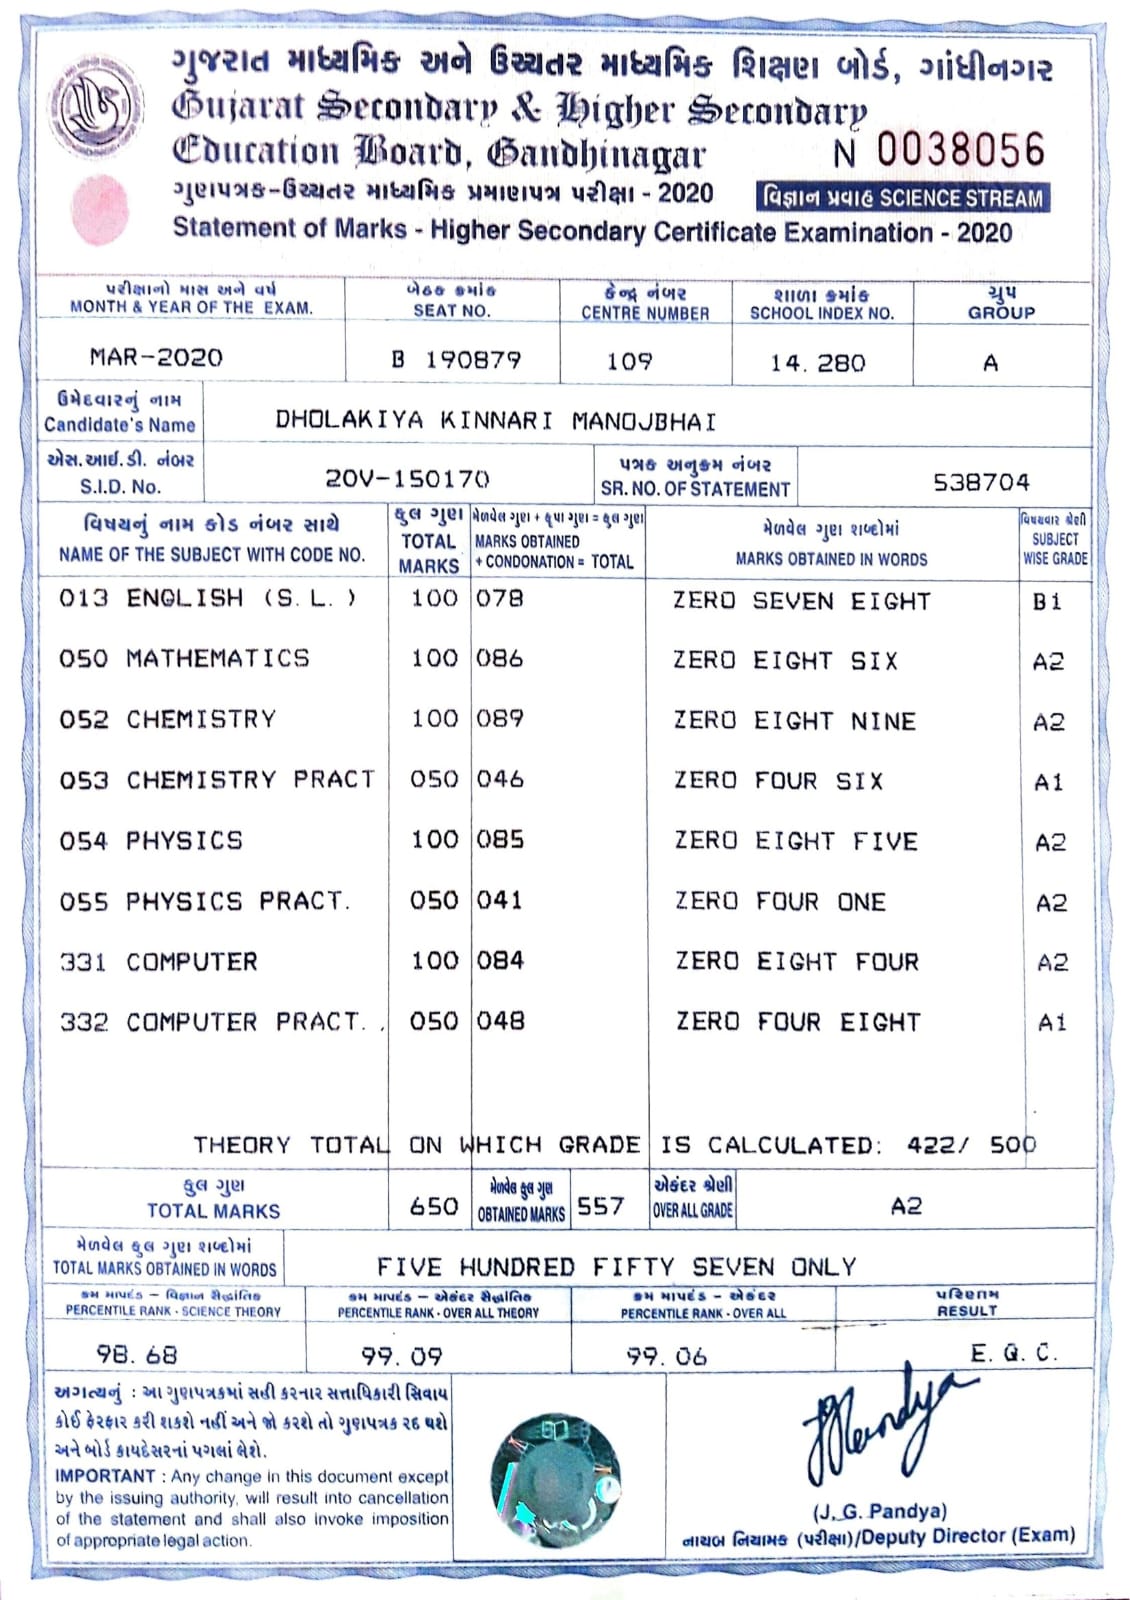 ગુજરાત માધ્યમિક અને ઉચ્ચતર માધ્યમિક શિક્ષણ બોર્ડ, ગાંધીનગર
Gujarat Secondary & Higher Secondary
Education Board, Gandhinagar
N 0038056
ગુણપત્રક-ઉચ્ચતર માધ્યમિક પ્રમાણપત્ર પરીક્ષા - 2020
વિજ્ઞાન પ્રવાહ SCIENCE STREAM
Statement of Marks - Higher Secondary Certificate Examination - 2020
પરીક્ષાનો માસ અને વર્ષ બેઠક ક્રમાંક કેન્દ્ર નંબર શાળા ક્રમાંક ગ્રુપ
MONTH & YEAR OF THE EXAM. SEAT NO. CENTRE NUMBER SCHOOL INDEX NO. GROUP
MAR-2020 B 190879 109 14. 280 A
ઉમેદવારનું નામ
Candidate's Name DHOLAKIYA KINNARI MANOJBHAI
એસ.આઈ.ડી. નંબર પત્રક અનુક્રમ નંબર
S.I.D. No. 20V-150170 SR. NO. OF STATEMENT 538704
વિષયનું નામ કોડ નંબર સાથે કુલ ગુણ મેળવેલ ગુણ + કૃપા ગુણ = કુલ ગુણ મેળવેલ ગુણ શબ્દોમાં વિષયવાર શ્રેણી
NAME OF THE SUBJECT WITH CODE NO. TOTAL MARKS MARKS OBTAINED + CONDONATION = TOTAL MARKS OBTAINED IN WORDS SUBJECT WISE GRADE
013 ENGLISH (S. L. ) 100 078 ZERO SEVEN EIGHT B1
050 MATHEMATICS 100 086 ZERO EIGHT SIX A2
052 CHEMISTRY 100 089 ZERO EIGHT NINE A2
053 CHEMISTRY PRACT 050 046 ZERO FOUR SIX A1
054 PHYSICS 100 085 ZERO EIGHT FIVE A2
055 PHYSICS PRACT. 050 041 ZERO FOUR ONE A2
331 COMPUTER 100 084 ZERO EIGHT FOUR A2
332 COMPUTER PRACT. . 050 048 ZERO FOUR EIGHT A1
THEORY TOTAL ON WHICH GRADE IS CALCULATED: 422/ 500
કુલ ગુણ મેળવેલ કુલ ગુણ એકંદર શ્રેણી
TOTAL MARKS 650 OBTAINED MARKS 557 OVER ALL GRADE A2
મેળવેલ કુલ ગુણ શબ્દોમાં
TOTAL MARKS OBTAINED IN WORDS FIVE HUNDRED FIFTY SEVEN ONLY
ક્રમ માપદંડ - વિજ્ઞાન સૈદ્ધાંતિક ક્રમ માપદંડ - એકંદર સૈદ્ધાંતિક ક્રમ માપદંડ - એકંદર પરિણામ
PERCENTILE RANK - SCIENCE THEORY PERCENTILE RANK - OVER ALL THEORY PERCENTILE RANK - OVER ALL RESULT
98. 68 99. 09 99. 06 E. Q. C.
અગત્યનું : આ ગુણપત્રકમાં સહી કરનાર સત્તાધિકારી સિવાય
કોઈ ફેરફાર કરી શકશે નહીં અને જો કરશે તો ગુણપત્રક રદ થશે
અને બોર્ડ કાયદેસરનાં પગલાં લેશે.
IMPORTANT : Any change in this document except
by the issuing authority, will result into cancellation
of the statement and shall also invoke imposition
of appropriate legal action.
JGPandya
(J. G. Pandya)
નાયબ નિયામક (પરીક્ષા)/Deputy Director (Exam)